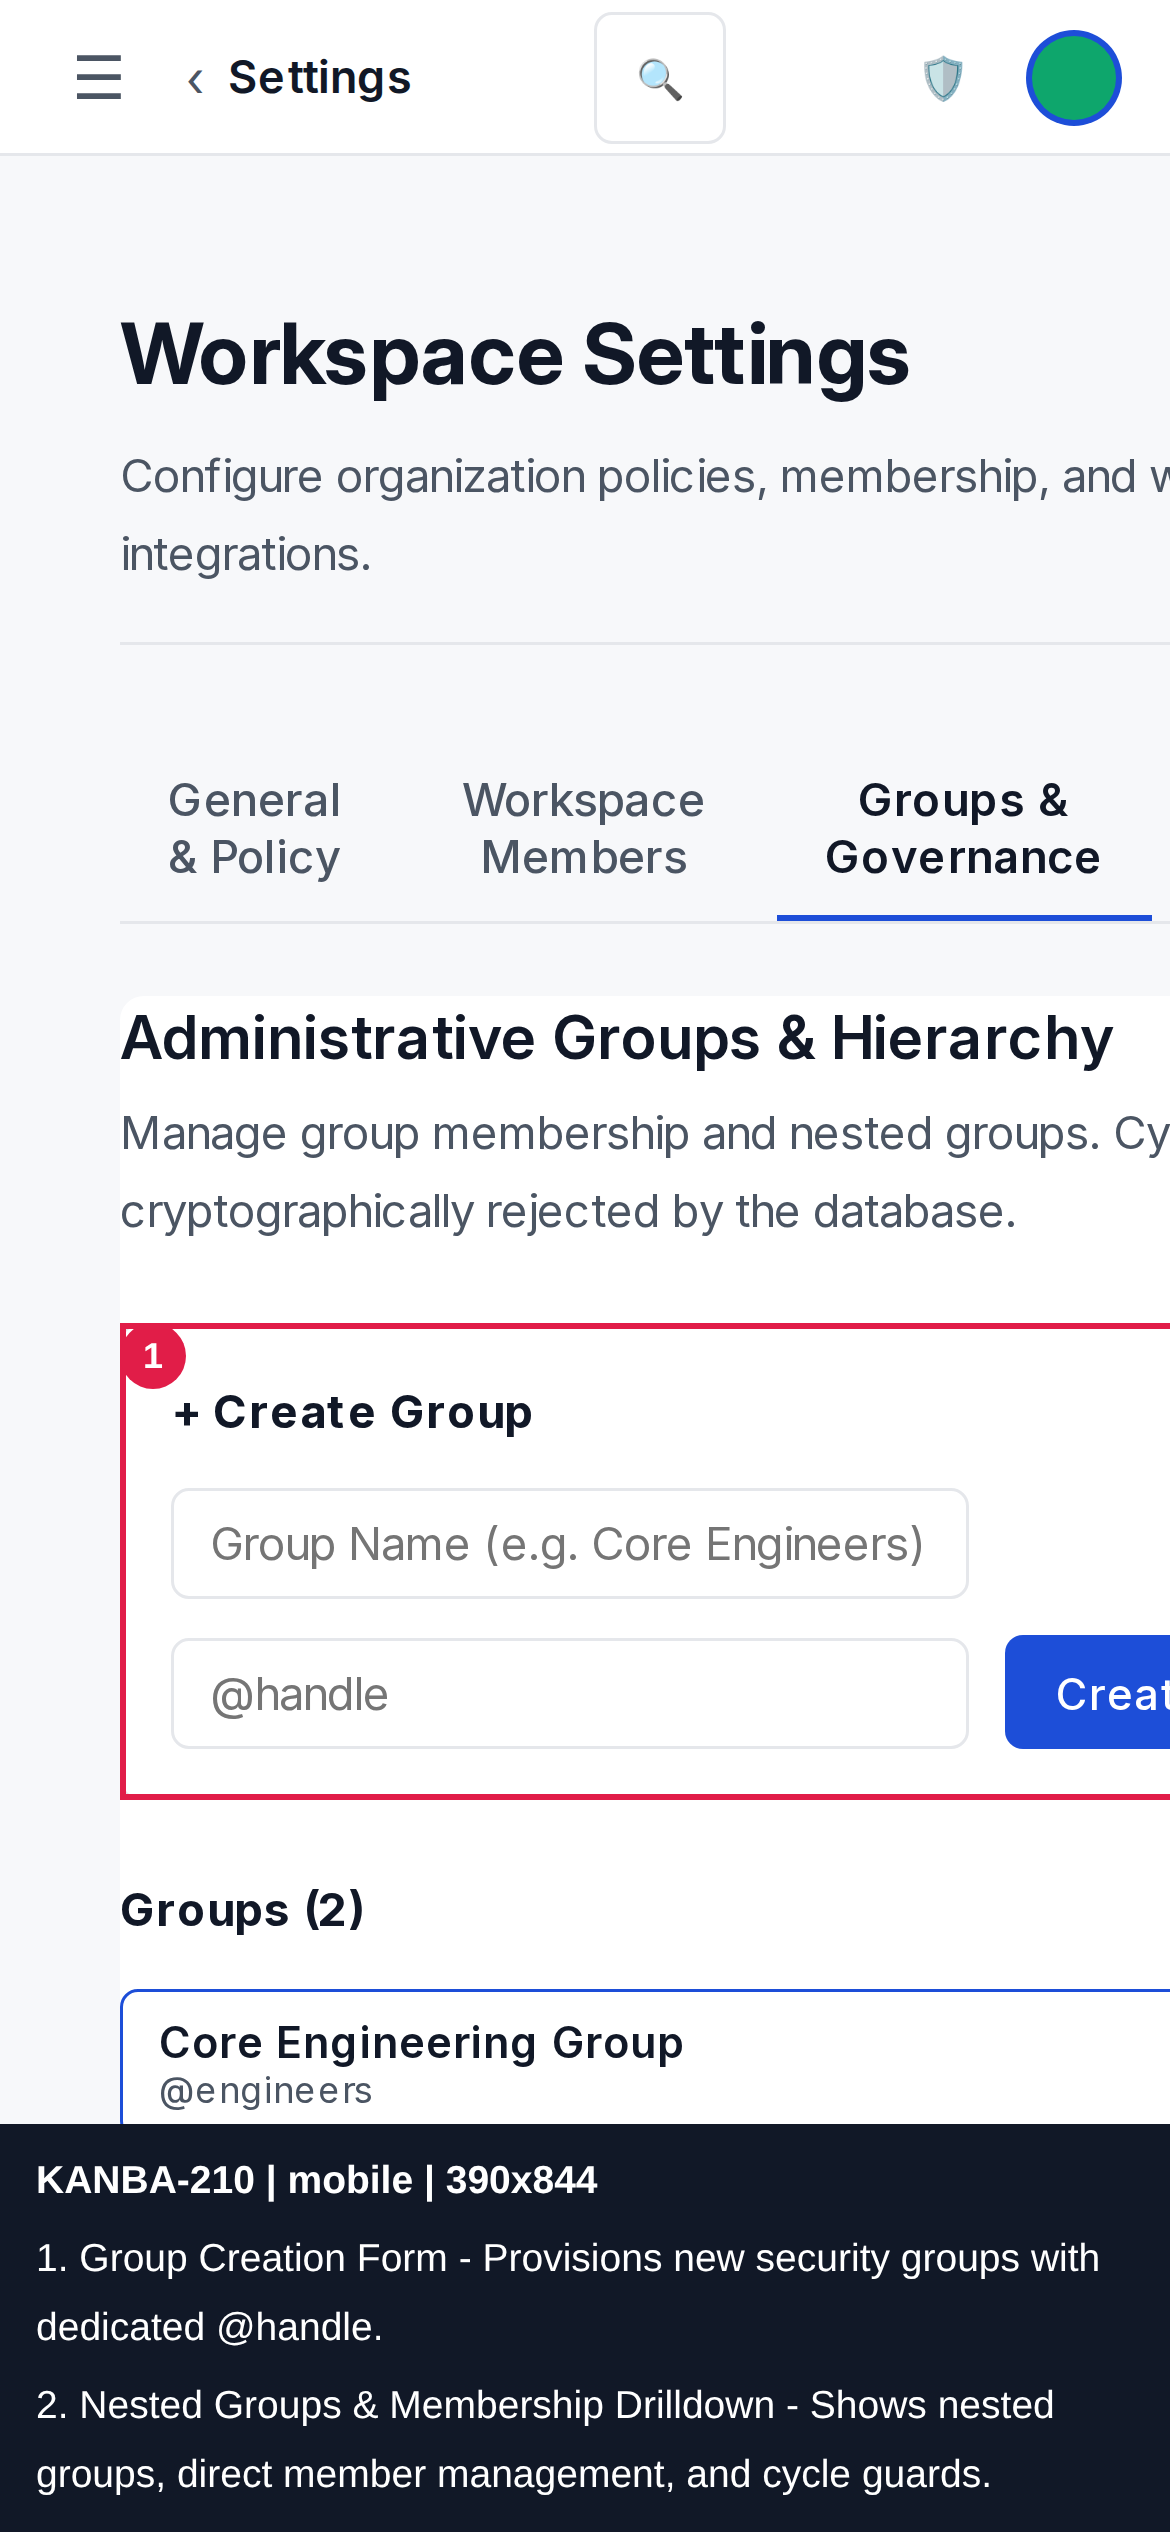 ☰ ‹ Settings 🔍 🛡️
Workspace Settings
Configure organization policies, membership, and
integrations.
General
& Policy
Workspace
Members
Groups &
Governance
Administrative Groups & Hierarchy
Manage group membership and nested groups. Cy
cryptographically rejected by the database.
1
+ Create Group
Group Name (e.g. Core Engineers)
@handle
Creat
Groups (2)
Core Engineering Group
@engineers
KANBA-210 | mobile | 390x844
1. Group Creation Form - Provisions new security groups with
dedicated @handle.
2. Nested Groups & Membership Drilldown - Shows nested
groups, direct member management, and cycle guards.